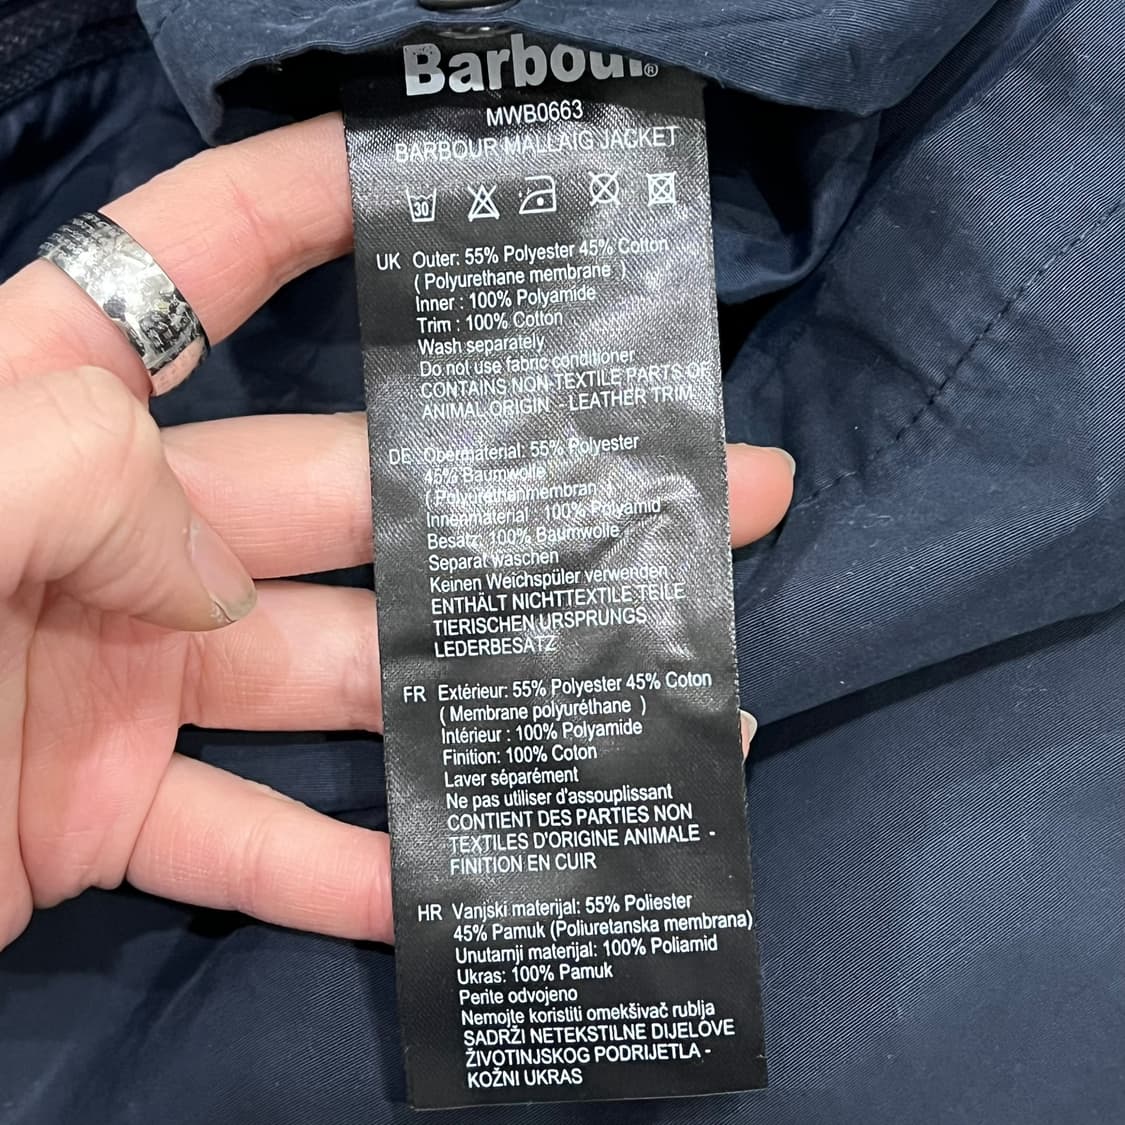 Barbour®
MWB0663
BARBOUR MALLAIG JACKET
30
UK Outer: 55% Polyester 45% Cotton
( Polyurethane membrane )
Inner : 100% Polyamide
Trim : 100% Cotton
Wash separately
Do not use fabric conditioner
CONTAINS NON TEXTILE PARTS OF
ANIMAL ORIGIN - LEATHER TRIM
DE Obermaterial: 55% Polyester
45% Baumwolle
( Polyurethanmembran )
Innenmaterial 100% Polyamid
Besatz: 100% Baumwolle
Separat waschen
Keinen Weichspüler verwenden
ENTHÄLT NICHTTEXTILE TEILE
TIERISCHEN URSPRUNGS
LEDERBESATZ
FR Extérieur: 55% Polyester 45% Coton
( Membrane polyuréthane )
Intérieur : 100% Polyamide
Finition: 100% Coton
Laver séparément
Ne pas utiliser d'assouplissant
CONTIENT DES PARTIES NON
TEXTILES D'ORIGINE ANIMALE -
FINITION EN CUIR
HR Vanjski materijal: 55% Poliester
45% Pamuk (Poliuretanska membrana)
Unutarnji materijal: 100% Poliamid
Ukras: 100% Pamuk
Perite odvojeno
Nemojte koristiti omekšivač rublja
SADRŽI NETEKSTILNE DIJELOVE
ŽIVOTINJSKOG PODRIJETLA -
KOŽNI UKRAS